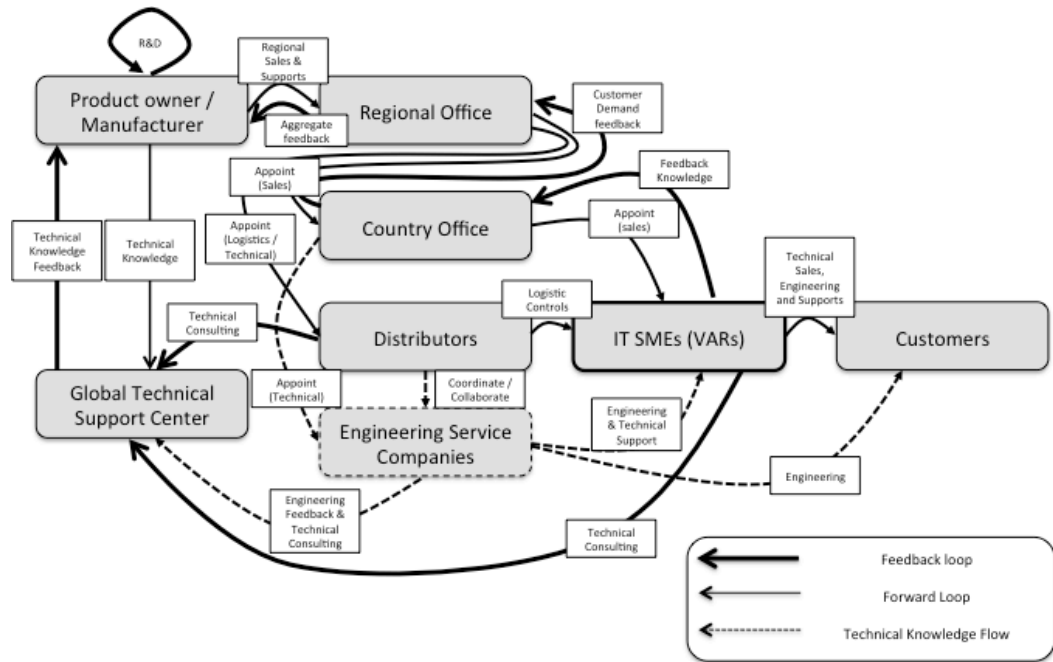 R&D
Regional
Sales &
Supports
Product owner /
Manufacturer
Regional Office
Aggregate
feedback
Customer
Demand
feedback
Appoint
(Sales)
Feedback
Knowledge
Country Office
Appoint
(sales)
Appoint
(Logistics /
Technical)
Technical
Knowledge
Feedback
Technical
Knowledge
Technical
Sales,
Engineering
and Supports
Logistic
Controls
Technical
Consulting
Distributors
IT SMEs (VARs)
Customers
Global Technical
Support Center
Appoint
(Technical)
Coordinate /
Collaborate
Engineering Service
Companies
Engineering
& Technical
Support
Engineering
Engineering
Feedback &
Technical
Consulting
Technical
Consulting
Feedback loop
Forward Loop
Technical Knowledge Flow